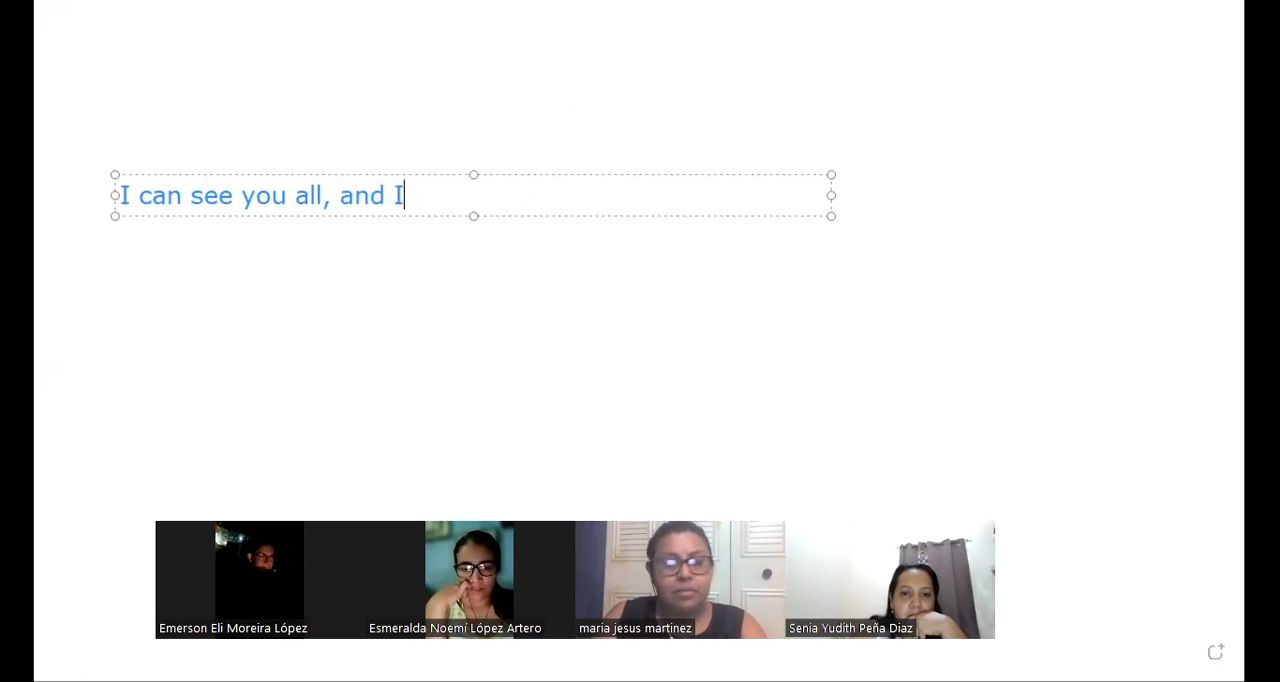 I can see you all, and I
Emerson Eli Moreira López
Esmeralda Noemí López Artero
maria jesus martinez
Senia Yudith Peña Diaz